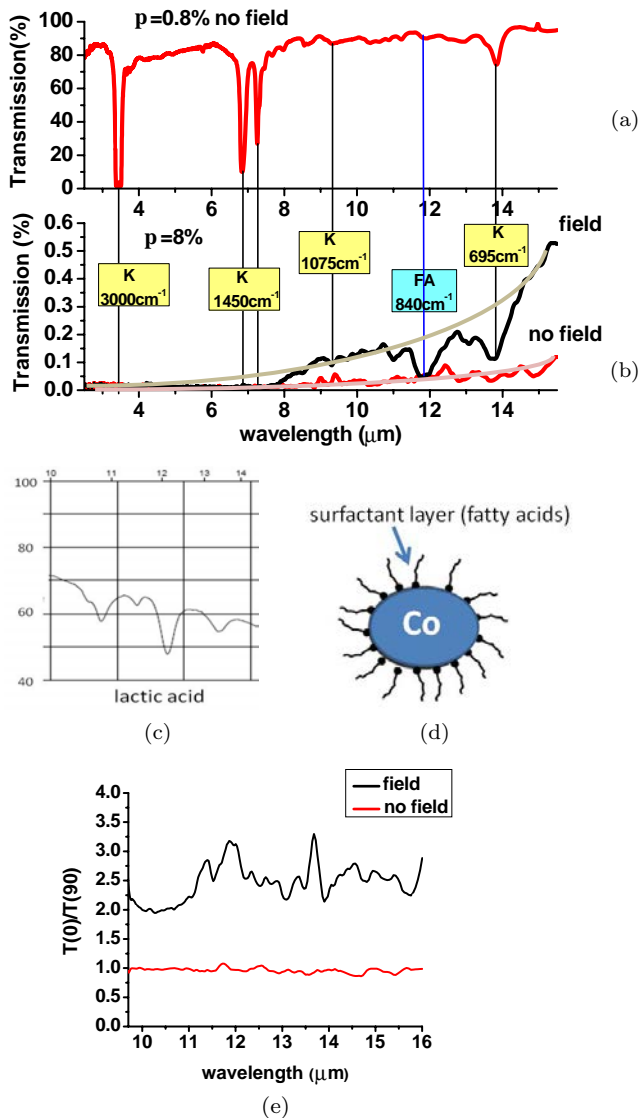 p=0.8% no field
Transmission(%)
100
80
60
40
20
0
4 6 8 10 12 14
(a)
Transmission (%)
0.6
0.5
0.4
0.3
0.2
0.1
0.0
p=8%
K
3000cm⁻¹
K
1450cm⁻¹
K
1075cm⁻¹
FA
840cm⁻¹
K
695cm⁻¹
field
no field
4 6 8 10 12 14
wavelength (μm)
(b)
10 11 12 13 14
100
80
60
40
lactic acid
(c)
surfactant layer (fatty acids)
Co
(d)
field
no field
T(0)/T(90)
4.0
3.5
3.0
2.5
2.0
1.5
1.0
0.5
0.0
10 11 12 13 14 15 16
wavelength (μm)
(e)